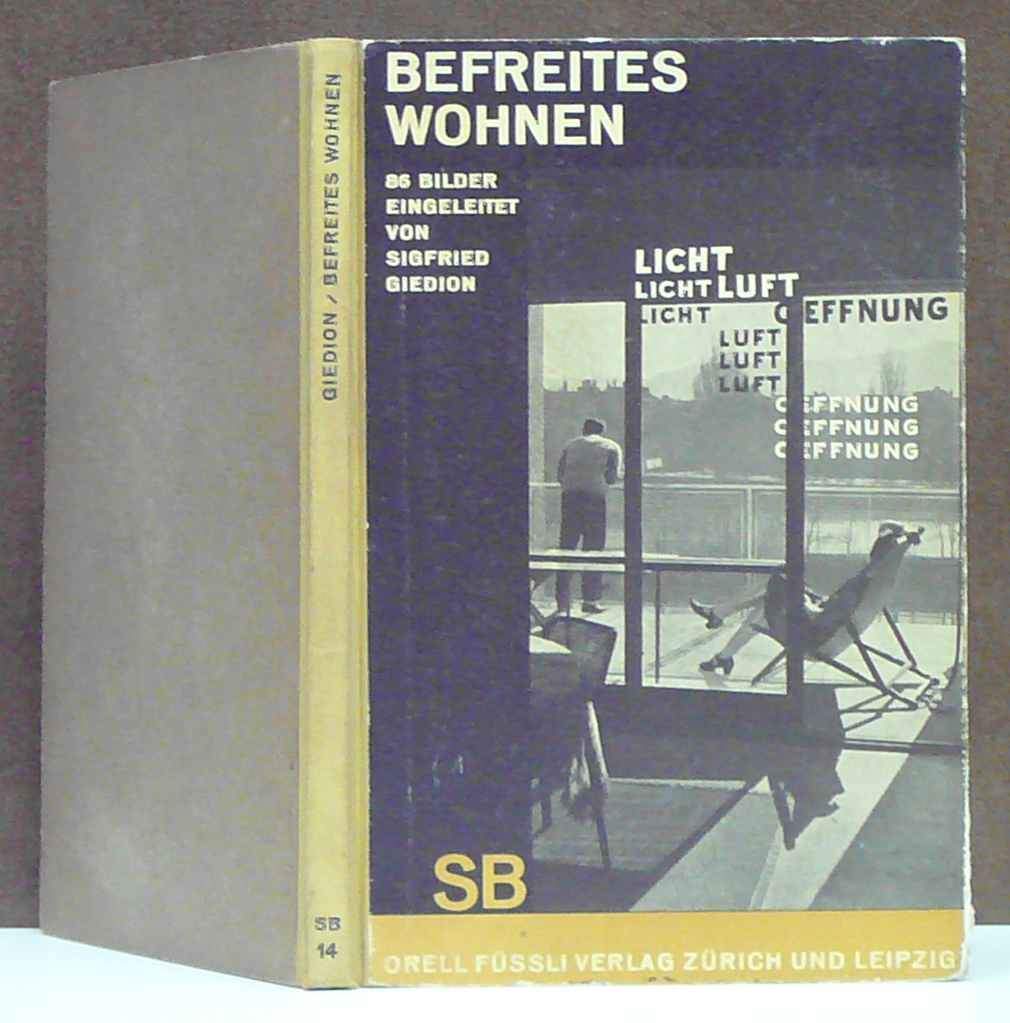 GIEDION / BEFREITES WOHNEN
SB
14
BEFREITES
WOHNEN
86 BILDER
EINGELEITET
VON
SIGFRIED
GIEDION
LICHT
LICHT LUFT
LICHT OEFFNUNG
LUFT
LUFT
LUFT
OEFFNUNG
OEFFNUNG
OEFFNUNG
SB
ORELL FÜSSLI VERLAG ZÜRICH UND LEIPZIG